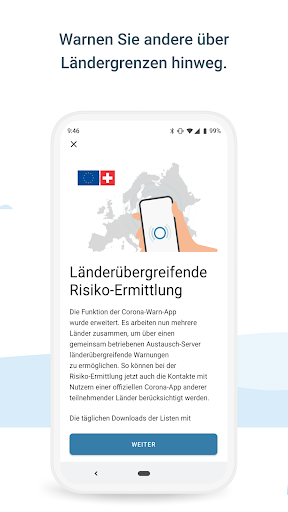 Warnen Sie andere über
Ländergrenzen hinweg.
9:46
99%
Länderübergreifende
Risiko-Ermittlung
Die Funktion der Corona-Warn-App
wurde erweitert. Es arbeiten nun mehrere
Länder zusammen, um über einen
gemeinsam betriebenen Austausch-Server
länderübergreifende Warnungen
zu ermöglichen. So können bei der
Risiko-Ermittlung jetzt auch die Kontakte mit
Nutzern einer offiziellen Corona-App anderer
teilnehmender Länder berücksichtigt werden.
Die täglichen Downloads der Listen mit
WEITER